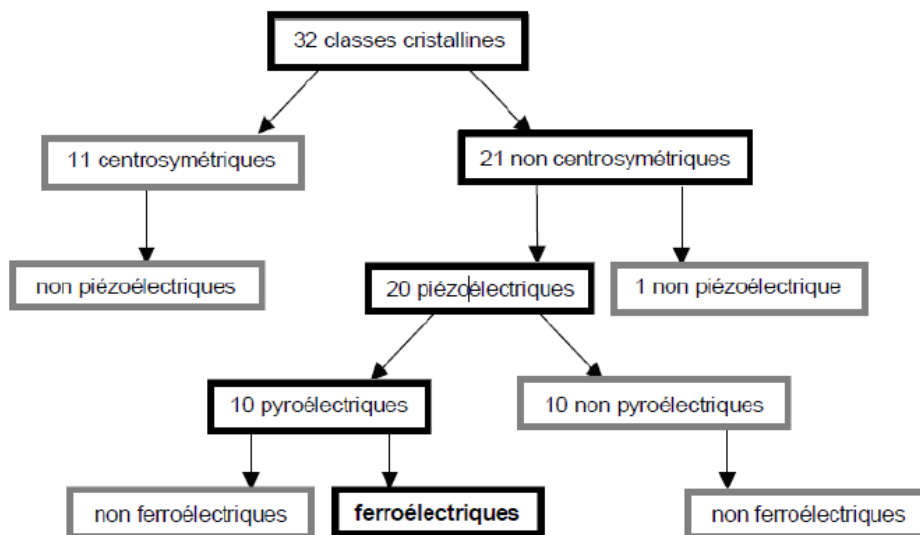 32 classes cristallines
11 centrosymétriques
21 non centrosymétriques
non piézoélectriques
20 piézoélectriques
1 non piézoélectrique
10 pyroélectriques
10 non pyroélectriques
non ferroélectriques
ferroélectriques
non ferroélectriques